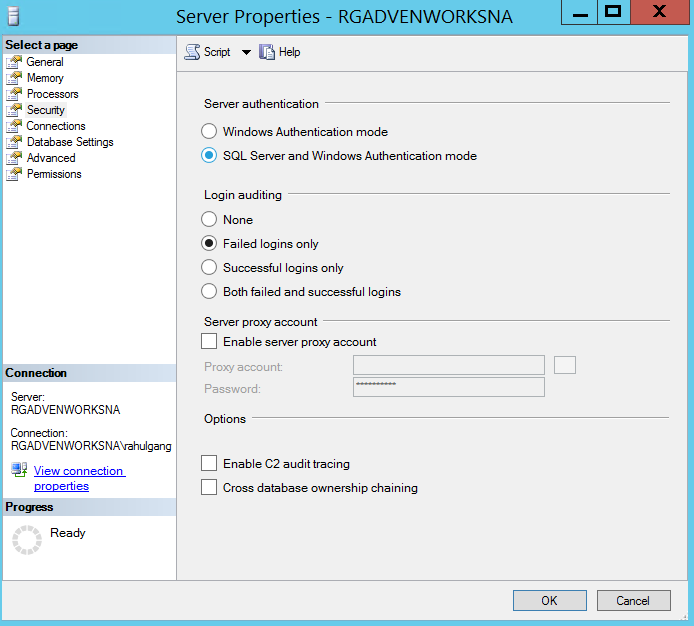 Server Properties - RGADVENWORKSNA
Select a page
General
Memory
Processors
Security
Connections
Database Settings
Advanced
Permissions
Connection
Server:
RGADVENWORKSNA
Connection:
RGADVENWORKSNA\rahulgang
View connection
properties
Progress
Ready
Script
Help
Server authentication
Windows Authentication mode
SQL Server and Windows Authentication mode
Login auditing
None
Failed logins only
Successful logins only
Both failed and successful logins
Server proxy account
Enable server proxy account
Proxy account:
Password: **********
Options
Enable C2 audit tracing
Cross database ownership chaining
OK
Cancel